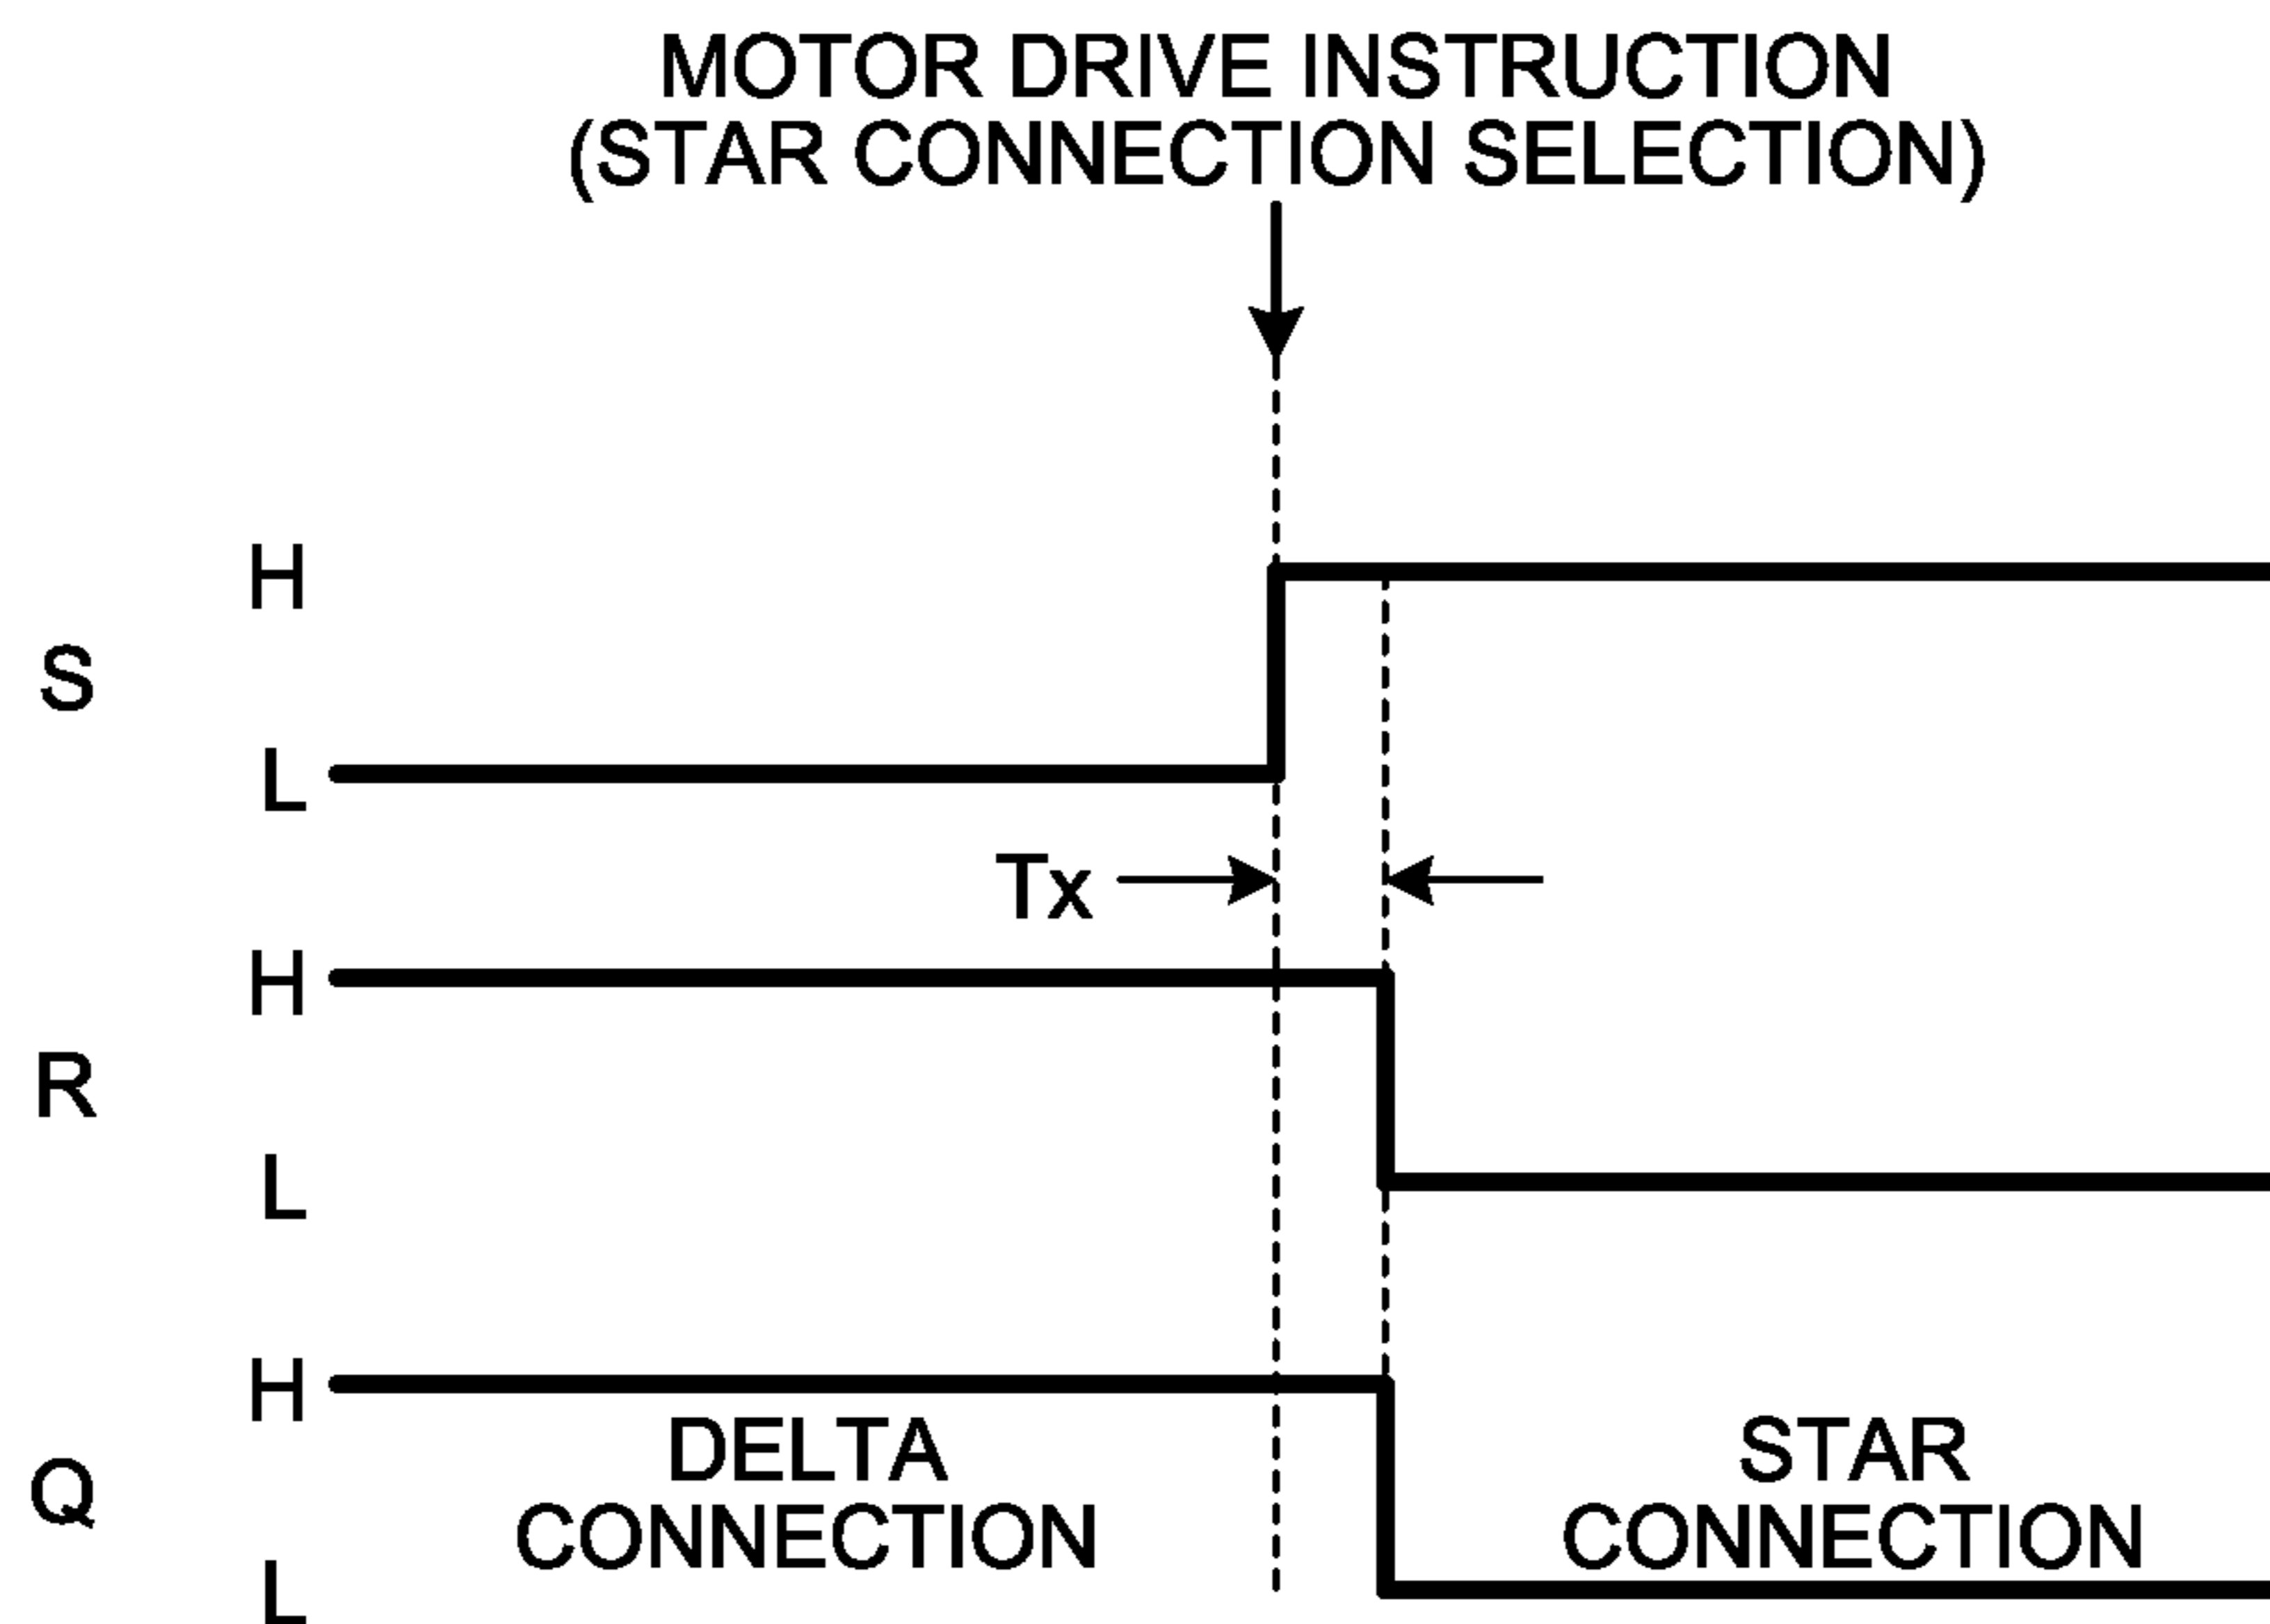 MOTOR DRIVE INSTRUCTION
(STAR CONNECTION SELECTION)
H
S
L
Tx
H
R
L
H
DELTA
CONNECTION
STAR
CONNECTION
Q
L